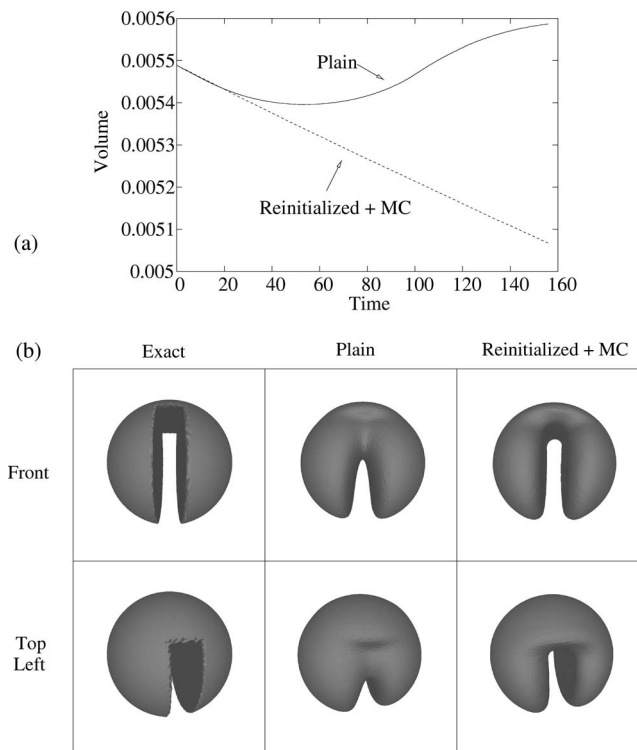 0.0056
0.0055
0.0054
0.0053
0.0052
0.0051
0.005
Volume
Plain
Reinitialized + MC
(a)
0 20 40 60 80 100 120 140 160
Time
(b)
Exact Plain Reinitialized + MC
Front
Top
Left